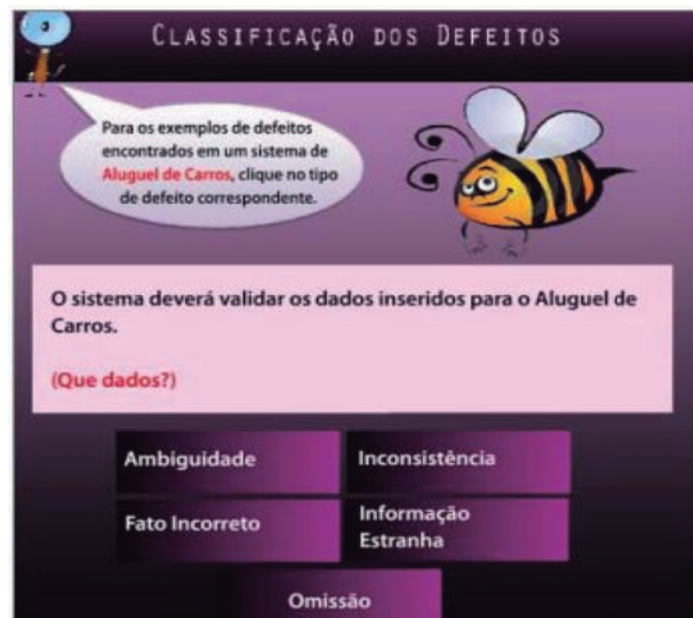 CLASSIFICAÇÃO DOS DEFEITOS
Para os exemplos de defeitos
encontrados em um sistema de
Aluguel de Carros, clique no tipo
de defeito correspondente.
O sistema deverá validar os dados inseridos para o Aluguel de
Carros.
(Que dados?)
Ambiguidade
Inconsistência
Fato Incorreto
Informação
Estranha
Omissão